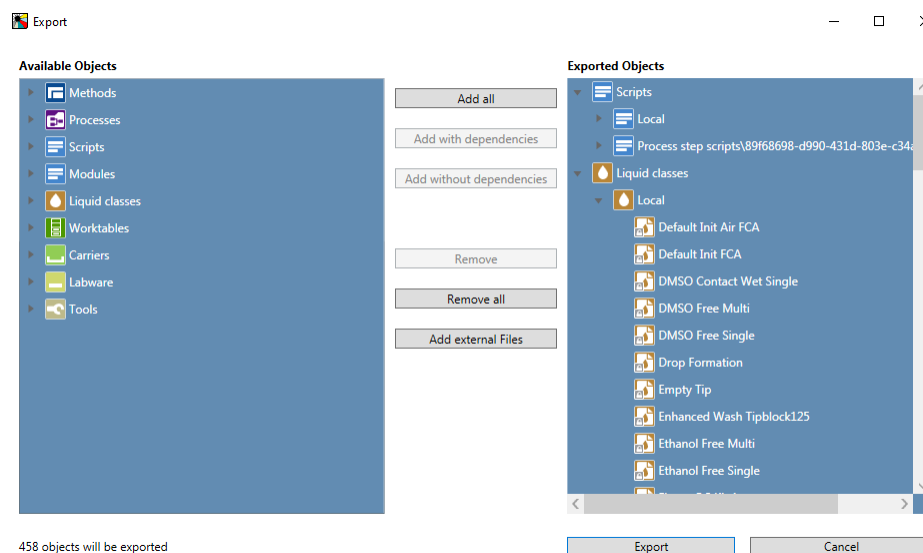 Export
Available Objects
Methods
Processes
Scripts
Modules
Liquid classes
Worktables
Carriers
Labware
Tools
Add all
Add with dependencies
Add without dependencies
Remove
Remove all
Add external Files
Exported Objects
Scripts
Local
Process step scripts\89f68698-d990-431d-803e-c34a
Liquid classes
Local
Default Init Air FCA
Default Init FCA
DMSO Contact Wet Single
DMSO Free Multi
DMSO Free Single
Drop Formation
Empty Tip
Enhanced Wash Tipblock125
Ethanol Free Multi
Ethanol Free Single
458 objects will be exported
Export
Cancel